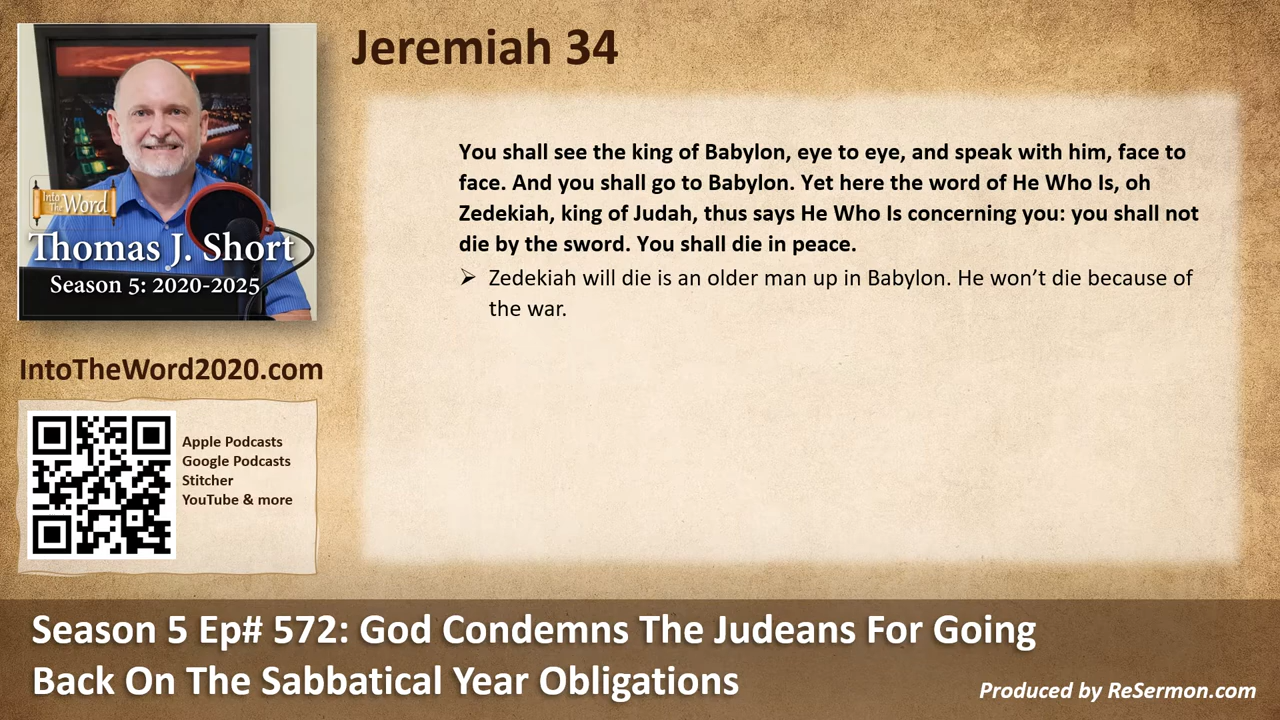 Jeremiah 34
You shall see the king of Babylon, eye to eye, and speak with him, face to
face. And you shall go to Babylon. Yet here the word of He Who Is, oh
Zedekiah, king of Judah, thus says He Who Is concerning you: you shall not
die by the sword. You shall die in peace.
➢ Zedekiah will die is an older man up in Babylon. He won’t die because of
the war.
Into
The Word
Thomas J. Short
Season 5: 2020-2025
IntoTheWord2020.com
Apple Podcasts
Google Podcasts
Stitcher
YouTube & more
Season 5 Ep# 572: God Condemns The Judeans For Going
Back On The Sabbatical Year Obligations
Produced by ReSermon.com